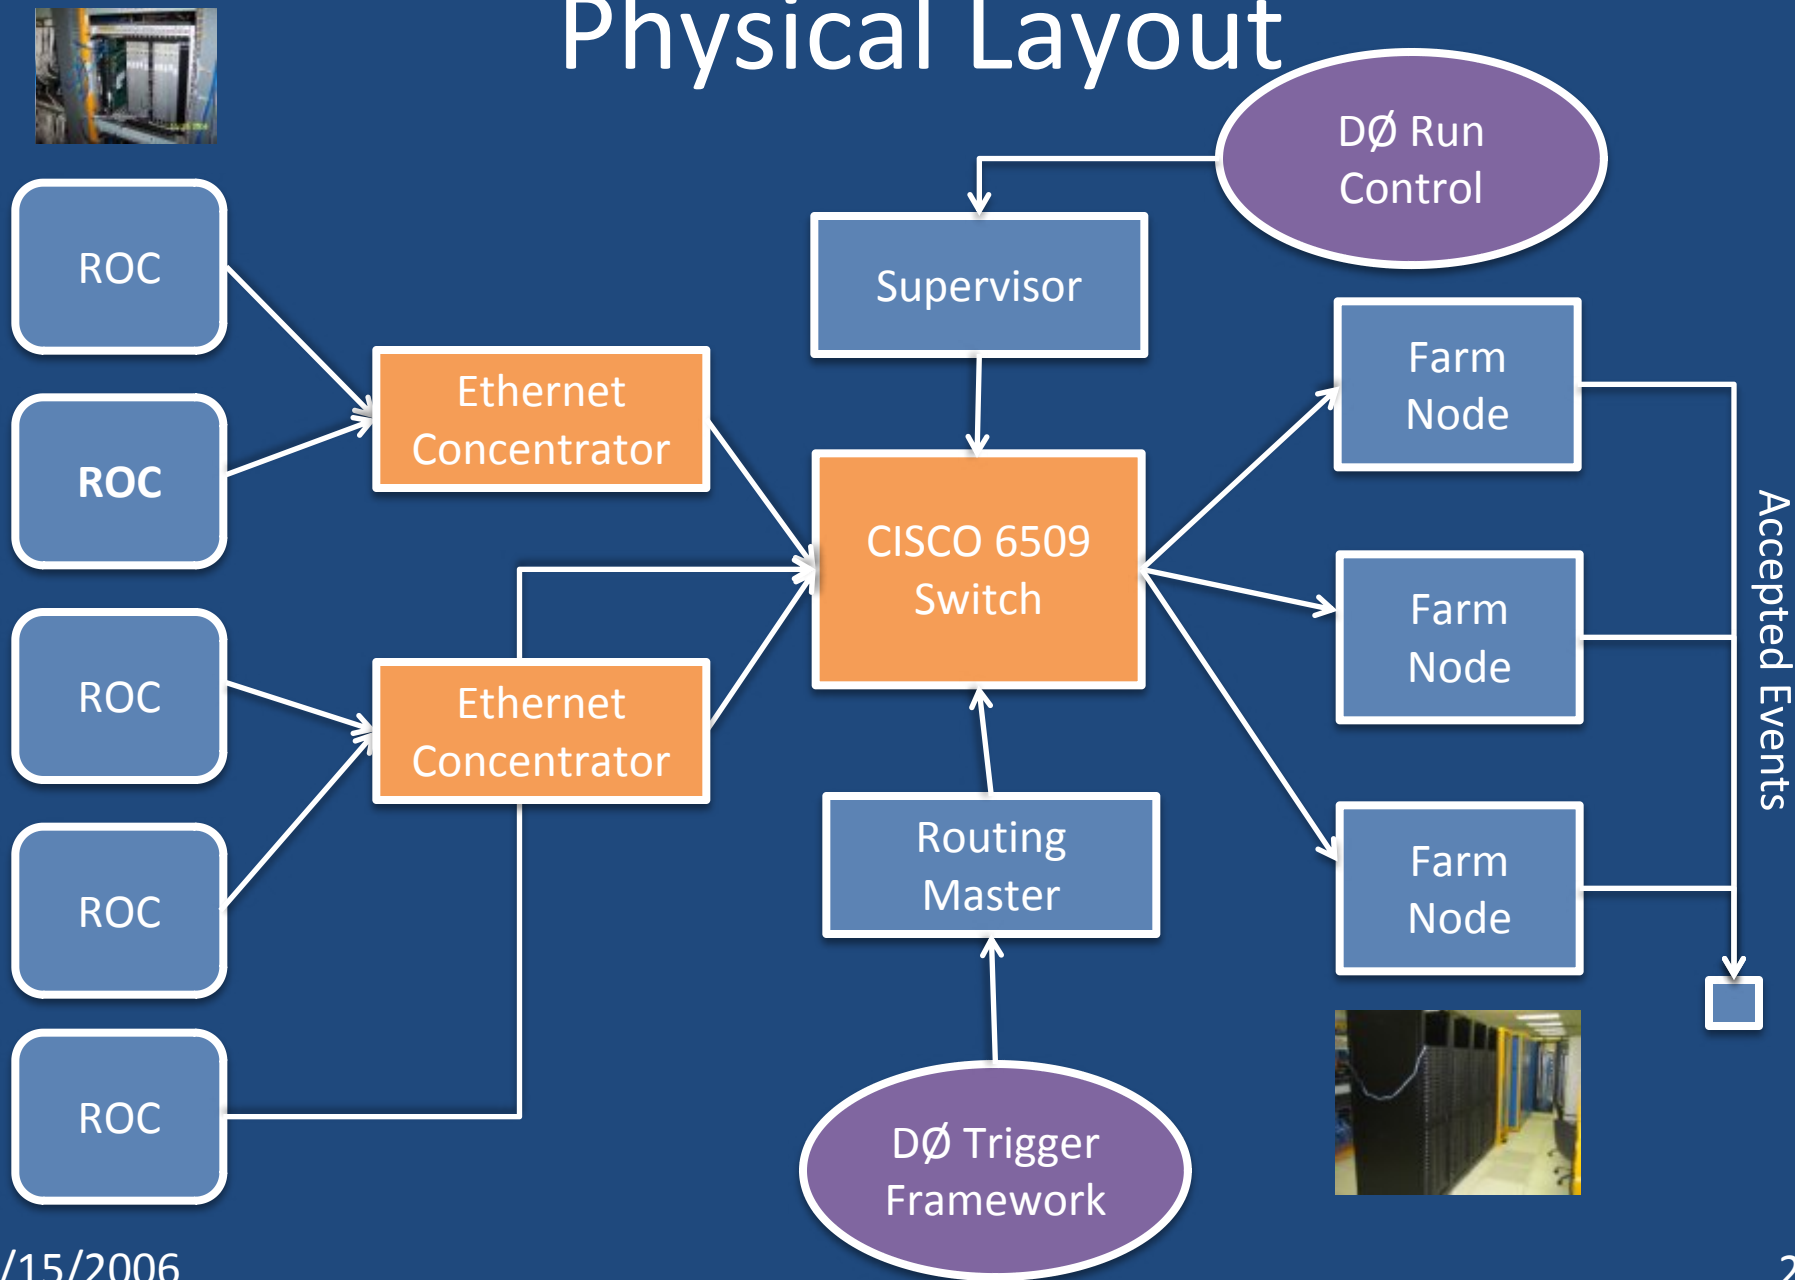 Physical Layout
DØ Run
Control
ROC
Supervisor
Farm
Node
Ethernet
Concentrator
ROC
CISCO 6509
Switch
Accepted Events
Farm
Node
ROC
Ethernet
Concentrator
Routing
Master
Farm
Node
ROC
ROC
DØ Trigger
Framework
/15/2006
2